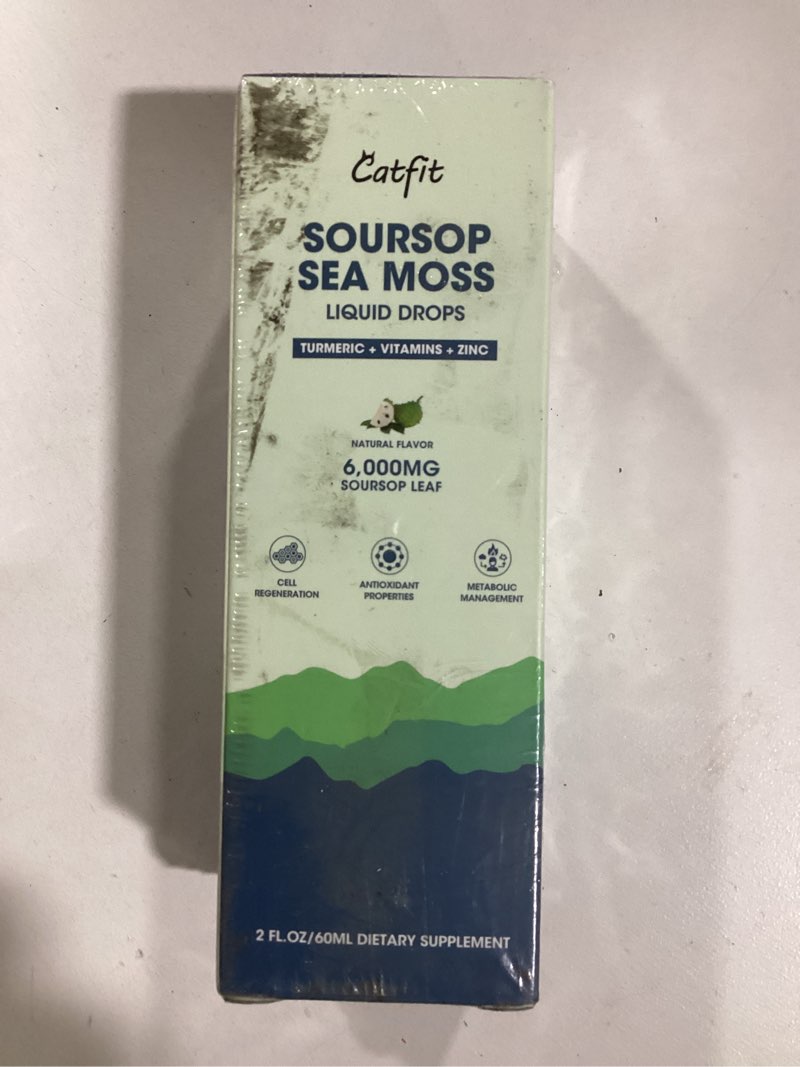 Catfit
SOURSOP
SEA MOSS
LIQUID DROPS
TURMERIC + VITAMINS + ZINC
NATURAL FLAVOR
6,000MG
SOURSOP LEAF
CELL
REGENERATION
ANTIOXIDANT
PROPERTIES
METABOLIC
MANAGEMENT
2 FL.OZ/60ML DIETARY SUPPLEMENT